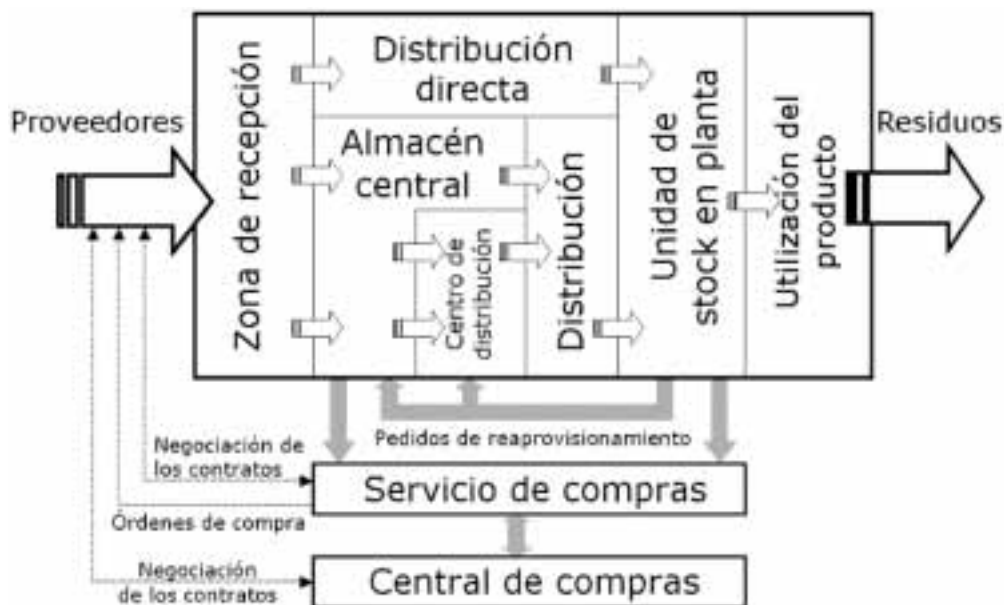 Proveedores
Zona de recepción
Distribución
directa
Almacén
central
Centro de
distribución
Distribución
Unidad de
stock en planta
Utilización del
producto
Residuos
Pedidos de reaprovisionamiento
Negociación de
los contratos
Servicio de compras
Órdenes de compra
Negociación
de los contratos
Central de compras